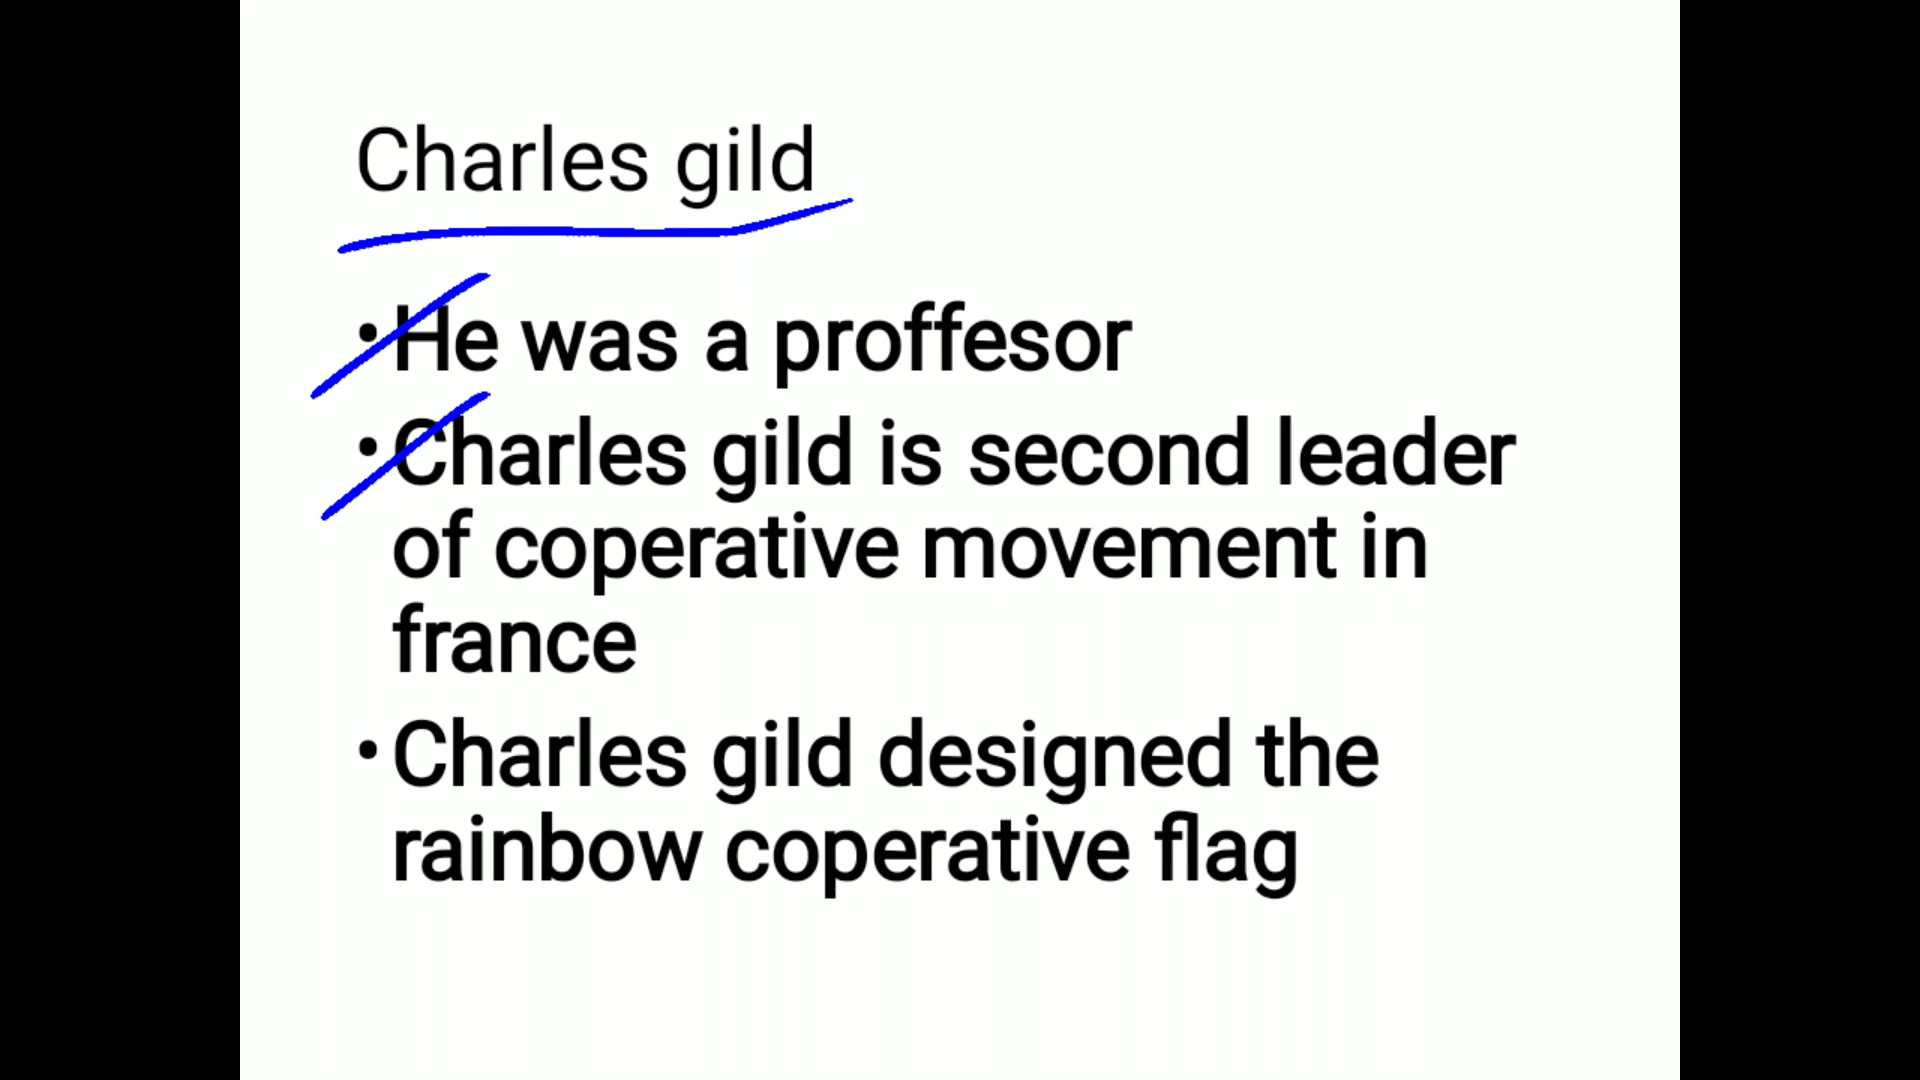 Charles gild
•He was a proffesor
•Charles gild is second leader
of coperative movement in
france
•Charles gild designed the
rainbow coperative flag